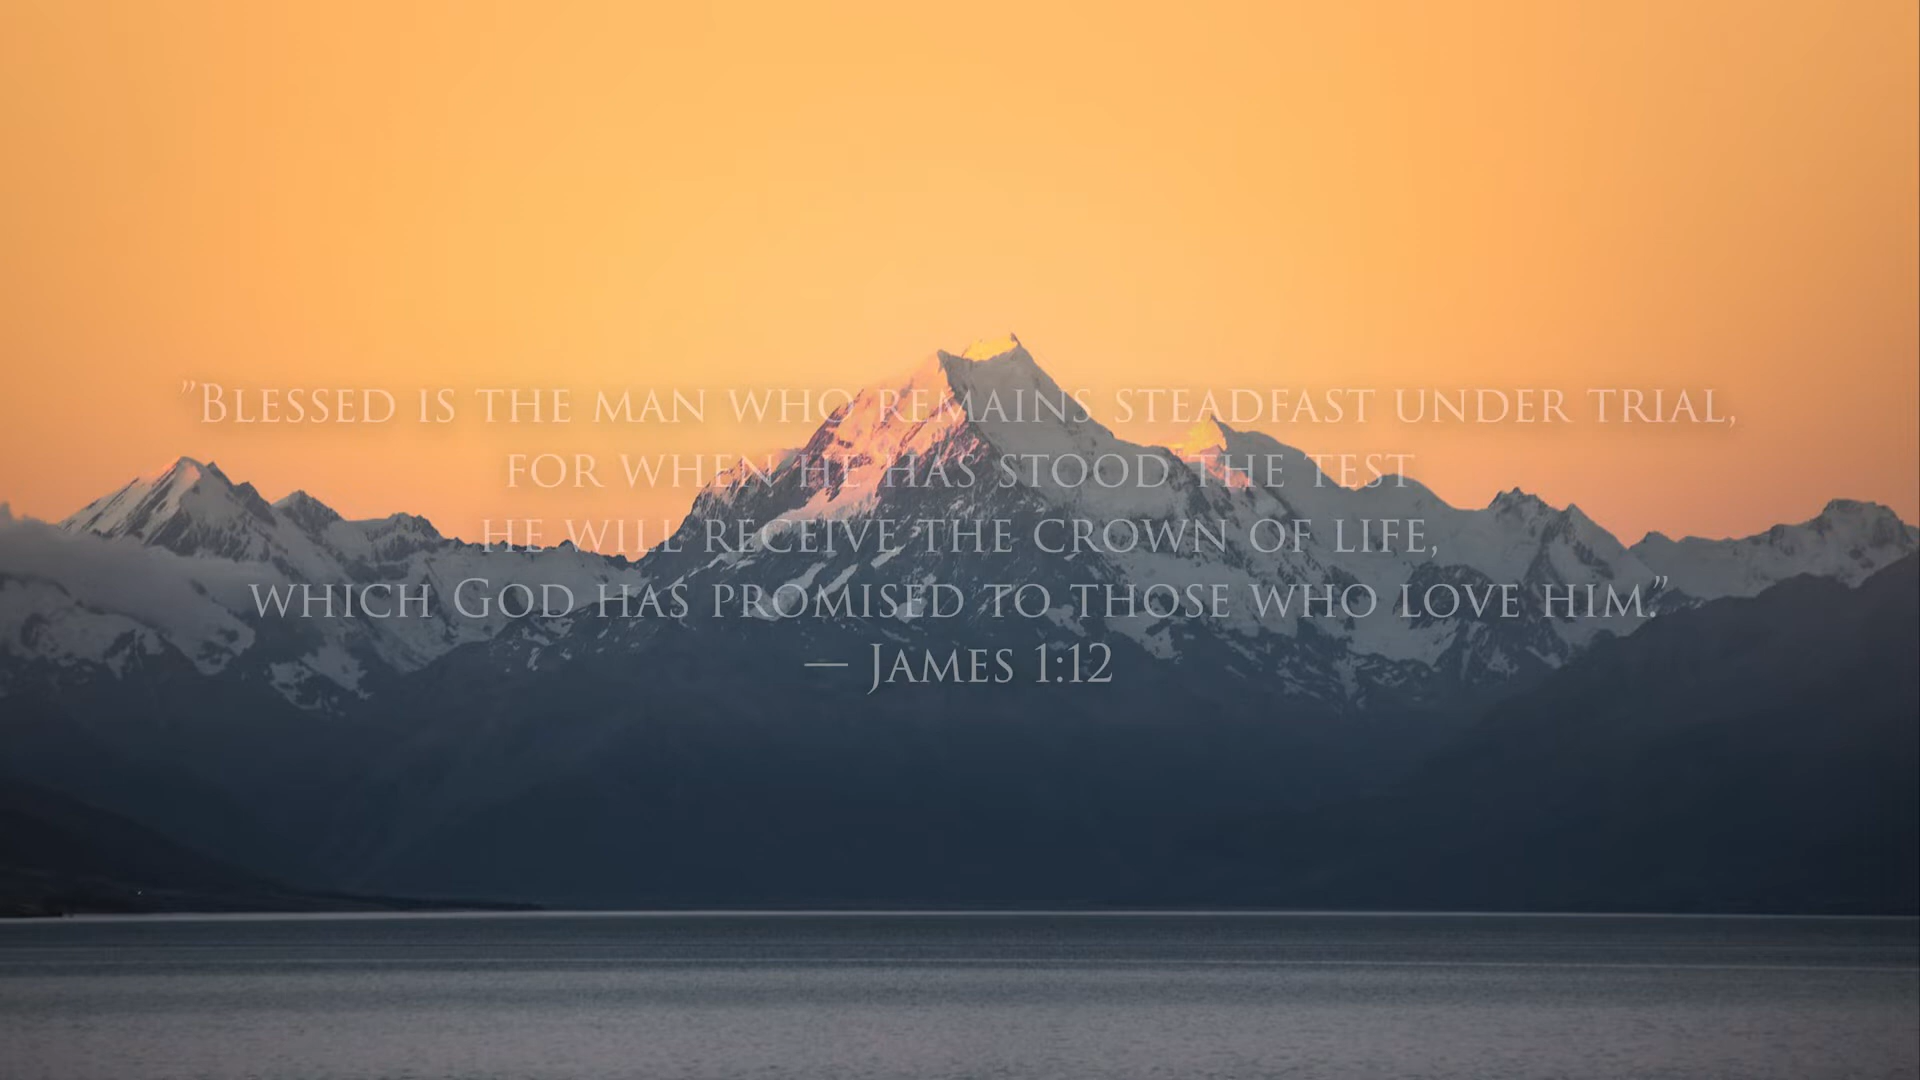 ”Blessed is the man who remains steadfast under trial,
for when he has stood the test
he will receive the crown of life,
which God has promised to those who love him.”
— James 1:12